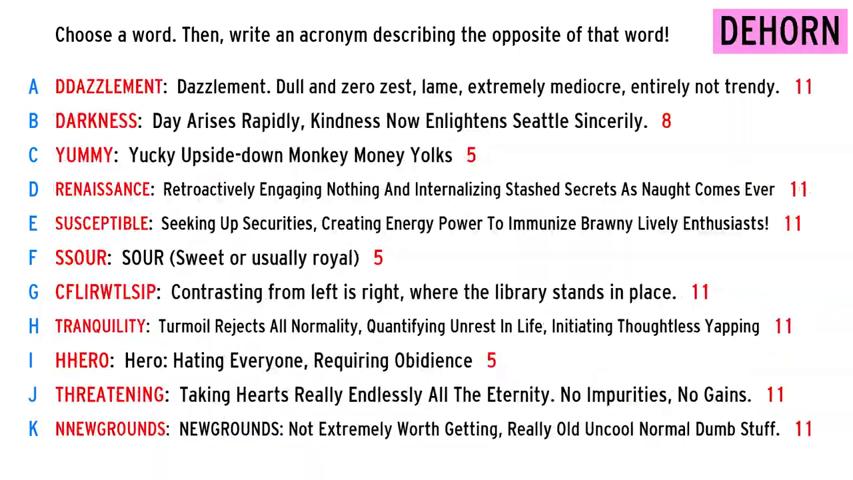 Choose a word. Then, write an acronym describing the opposite of that word!
DEHORN
A DDAZZLEMENT: Dazzlement. Dull and zero zest, lame, extremely mediocre, entirely not trendy. 11
B DARKNESS: Day Arises Rapidly, Kindness Now Enlightens Seattle Sincerily. 8
C YUMMY: Yucky Upside-down Monkey Money Yolks 5
D RENAISSANCE: Retroactively Engaging Nothing And Internalizing Stashed Secrets As Naught Comes Ever 11
E SUSCEPTIBLE: Seeking Up Securities, Creating Energy Power To Immunize Brawny Lively Enthusiasts! 11
F SSOUR: SOUR (Sweet or usually royal) 5
G CFLIRWTLSIP: Contrasting from left is right, where the library stands in place. 11
H TRANQUILITY: Turmoil Rejects All Normality, Quantifying Unrest In Life, Initiating Thoughtless Yapping 11
I HHERO: Hero: Hating Everyone, Requiring Obidience 5
J THREATENING: Taking Hearts Really Endlessly All The Eternity. No Impurities, No Gains. 11
K NNEWGROUNDS: NEWGROUNDS: Not Extremely Worth Getting, Really Old Uncool Normal Dumb Stuff. 11